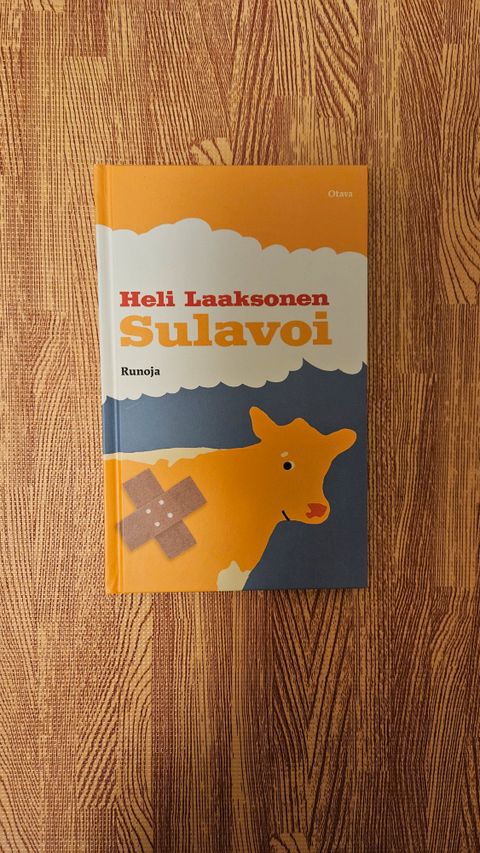 Otava
Heli Laaksonen
Sulavoi
Runoja